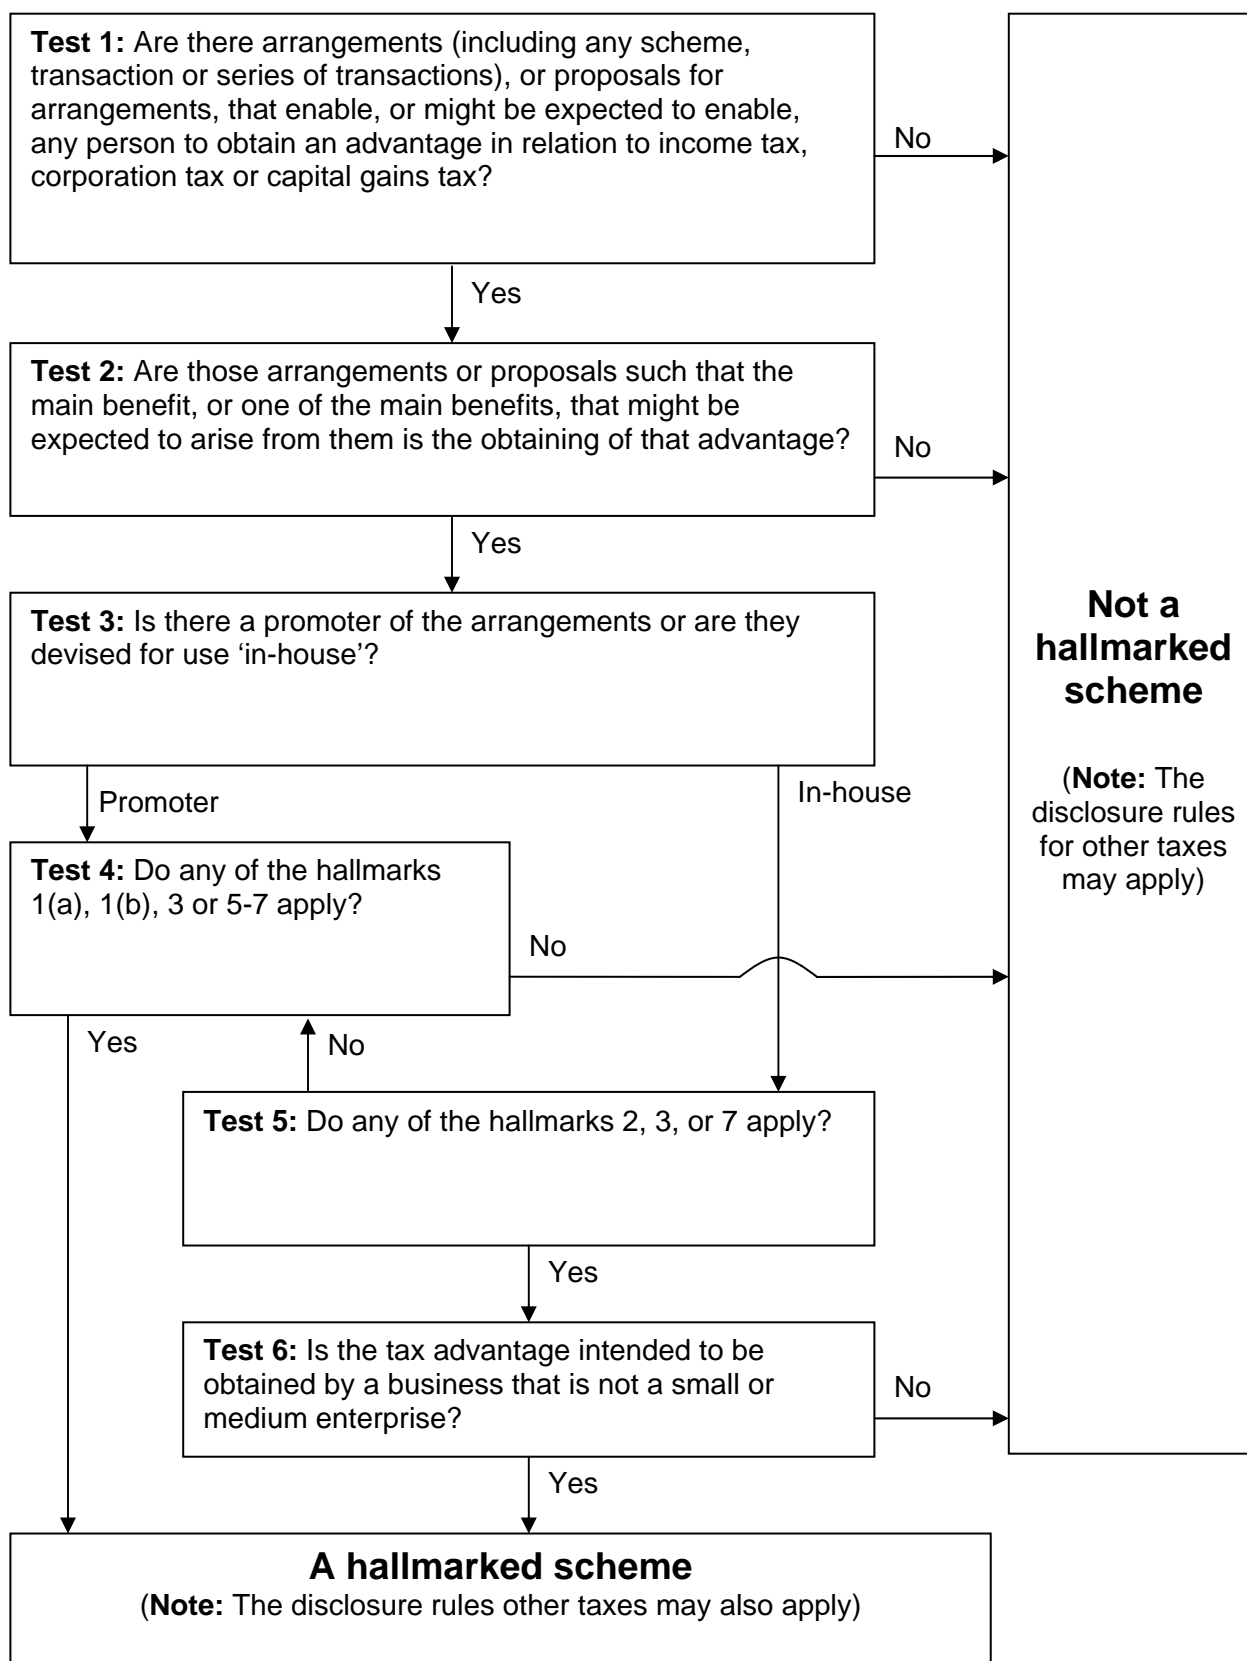 Test 1: Are there arrangements (including any scheme,
transaction or series of transactions), or proposals for
arrangements, that enable, or might be expected to enable,
any person to obtain an advantage in relation to income tax,
corporation tax or capital gains tax?
No
Yes
Test 2: Are those arrangements or proposals such that the
main benefit, or one of the main benefits, that might be
expected to arise from them is the obtaining of that advantage?
No
Yes
Test 3: Is there a promoter of the arrangements or are they
devised for use ‘in-house’?
Promoter
In-house
Test 4: Do any of the hallmarks
1(a), 1(b), 3 or 5-7 apply?
No
Yes
No
Test 5: Do any of the hallmarks 2, 3, or 7 apply?
Yes
Test 6: Is the tax advantage intended to be
obtained by a business that is not a small or
medium enterprise?
No
Yes
Not a
hallmarked
scheme
(Note: The
disclosure rules
for other taxes
may apply)
A hallmarked scheme
(Note: The disclosure rules other taxes may also apply)